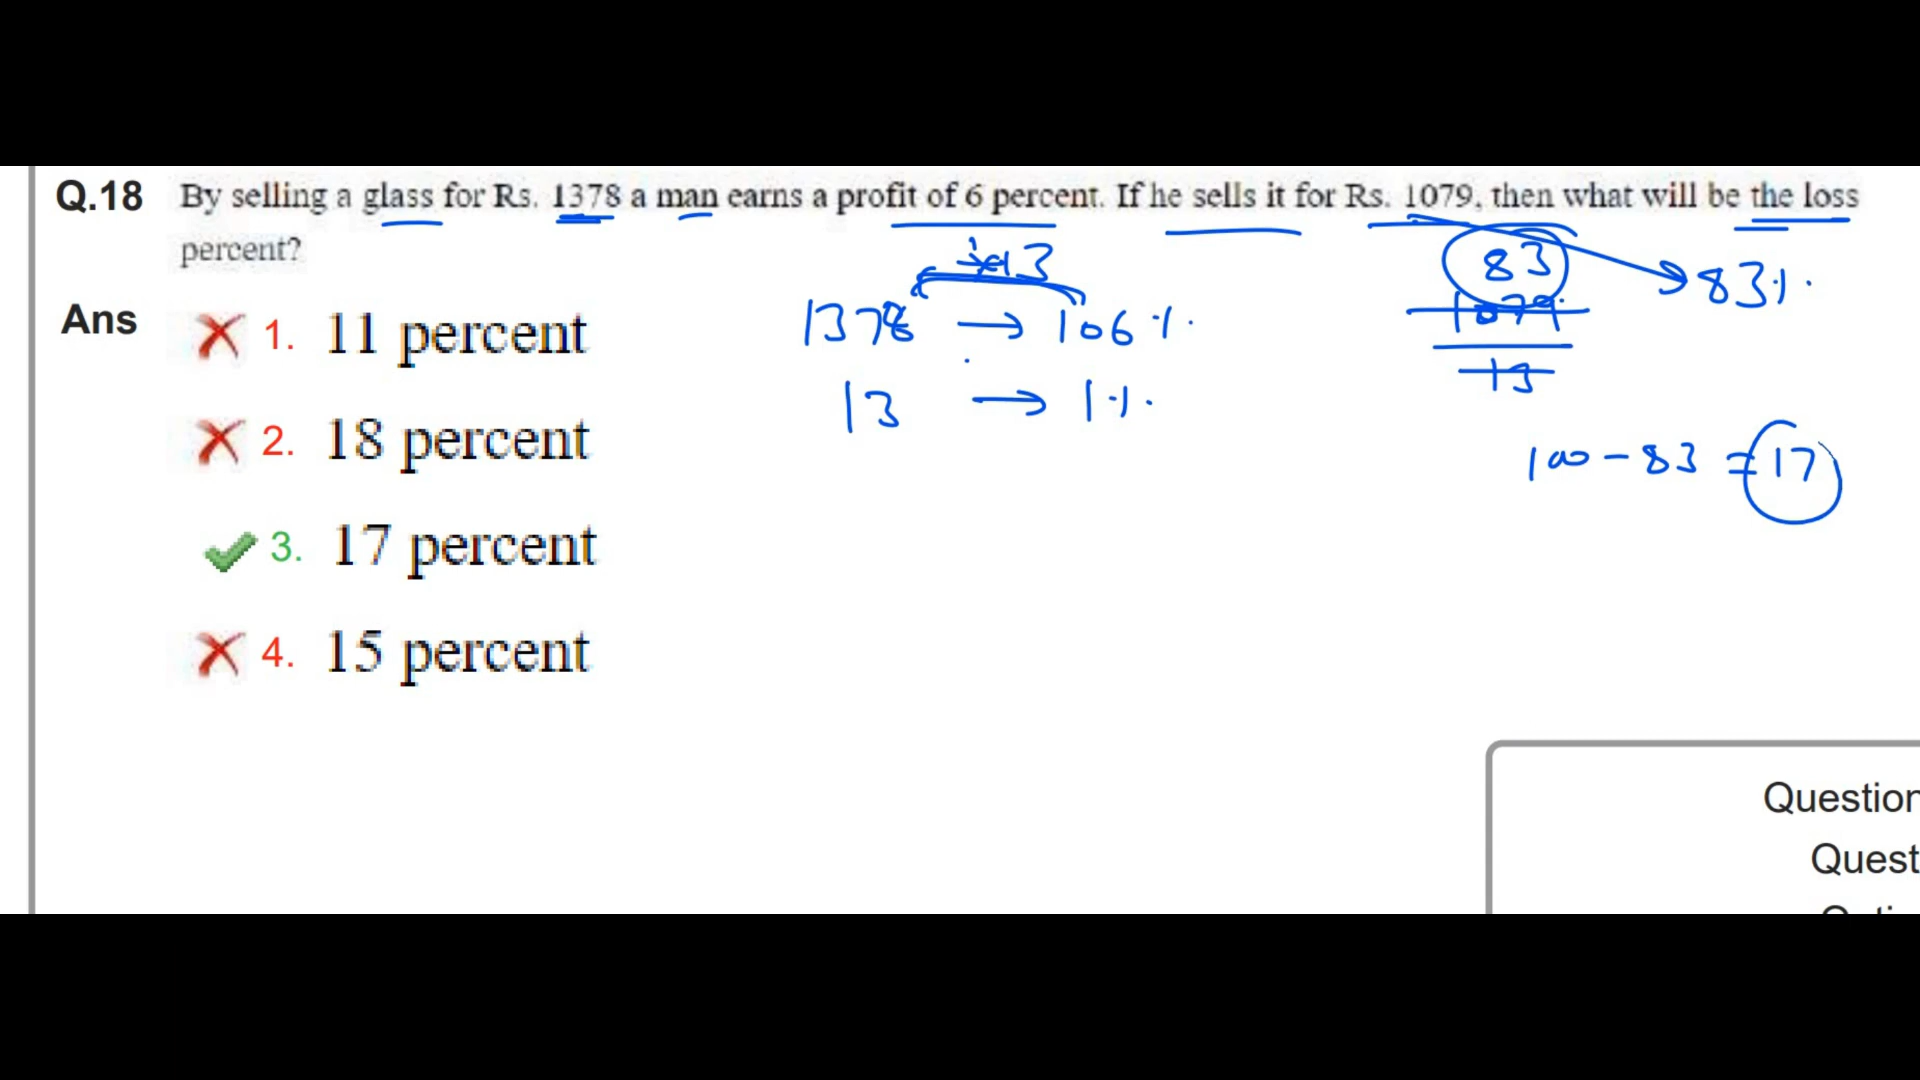 Q.18 By selling a glass for Rs. 1378 a man earns a profit of 6 percent. If he sells it for Rs. 1079, then what will be the loss
percent?
Ans
1. 11 percent
2. 18 percent
3. 17 percent
4. 15 percent
1378 → 106%.
13 → 1%.
83
1079
13
83%.
100 - 83 = 17
Question
Quest